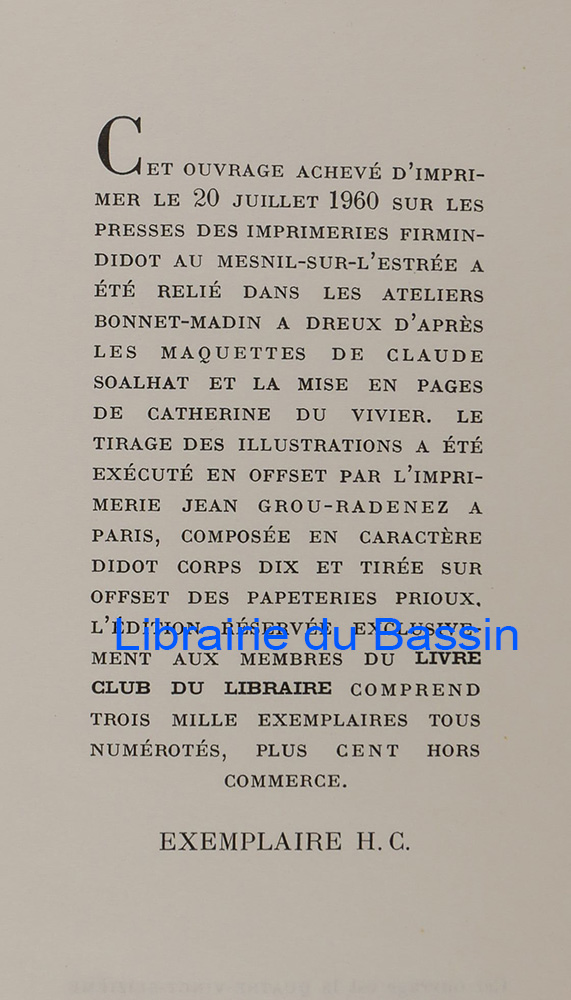 CET OUVRAGE ACHEVÉ D'IMPRI-
MER LE 20 JUILLET 1960 SUR LES
PRESSES DES IMPRIMERIES FIRMIN-
DIDOT AU MESNIL-SUR-L'ESTRÉE A
ÉTÉ RELIÉ DANS LES ATELIERS
BONNET-MADIN A DREUX D'APRÈS
LES MAQUETTES DE CLAUDE
SOALHAT ET LA MISE EN PAGES
DE CATHERINE DU VIVIER. LE
TIRAGE DES ILLUSTRATIONS A ÉTÉ
EXÉCUTÉ EN OFFSET PAR L'IMPRI-
MERIE JEAN GROU-RADENEZ A
PARIS, COMPOSÉE EN CARACTÈRE
DIDOT CORPS DIX ET TIRÉE SUR
OFFSET DES PAPETERIES PRIOUX.
L'ÉDITION RÉSERVÉE EXCLUSIVE-
Librairie du Bassin
MENT AUX MEMBRES DU LIVRE
CLUB DU LIBRAIRE COMPREND
TROIS MILLE EXEMPLAIRES TOUS
NUMÉROTÉS, PLUS CENT HORS
COMMERCE.
EXEMPLAIRE H. C.